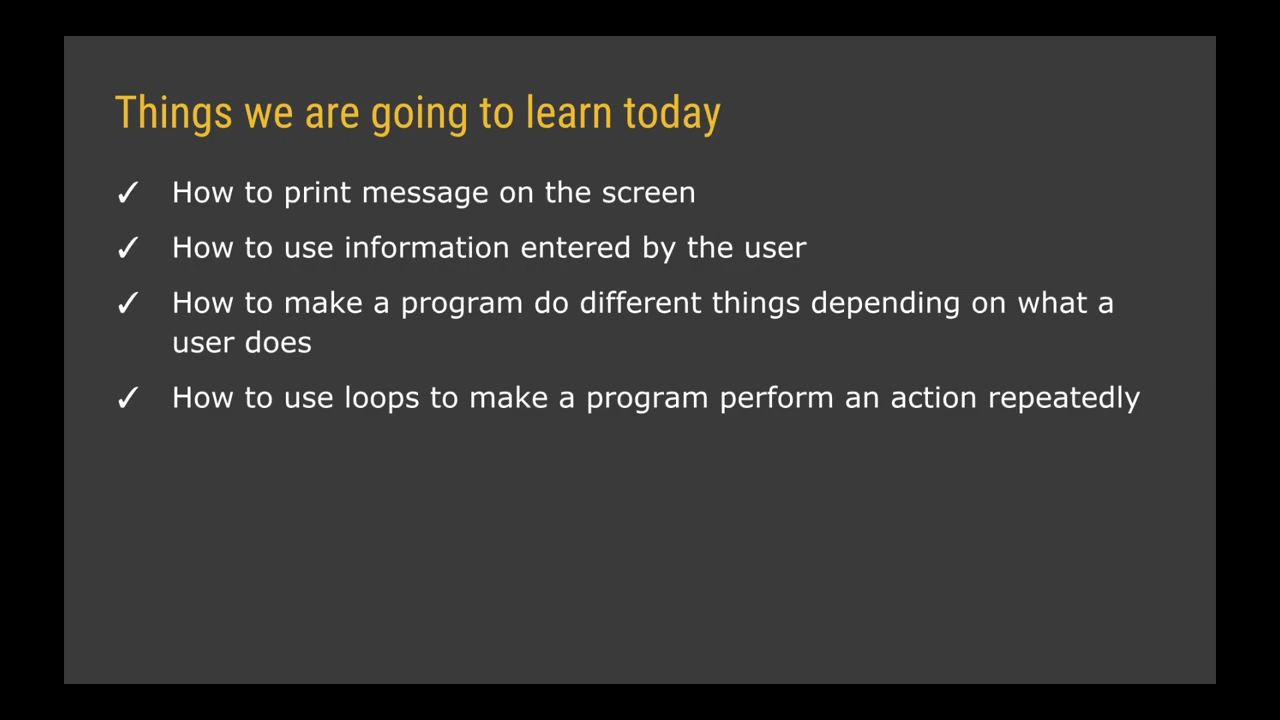 Things we are going to learn today
✓ How to print message on the screen
✓ How to use information entered by the user
✓ How to make a program do different things depending on what a
user does
✓ How to use loops to make a program perform an action repeatedly